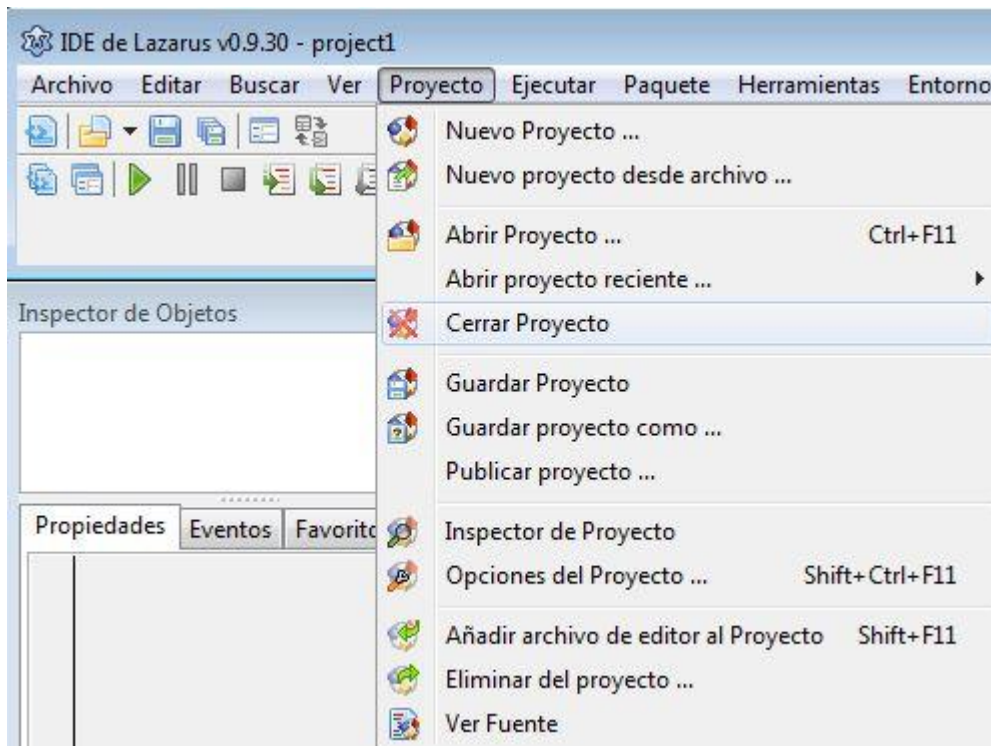 IDE de Lazarus v0.9.30 - project1
Archivo Editar Buscar Ver Proyecto Ejecutar Paquete Herramientas Entorno
Nuevo Proyecto ...
Nuevo proyecto desde archivo ...
Abrir Proyecto ... Ctrl+F11
Abrir proyecto reciente ...
Inspector de Objetos
Cerrar Proyecto
Guardar Proyecto
Guardar proyecto como ...
Publicar proyecto ...
Propiedades Eventos Favorito
Inspector de Proyecto
Opciones del Proyecto ... Shift+Ctrl+F11
Añadir archivo de editor al Proyecto Shift+F11
Eliminar del proyecto ...
Ver Fuente